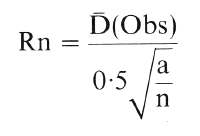 Rn = D̄(Obs) / 0·5 √(a/n)